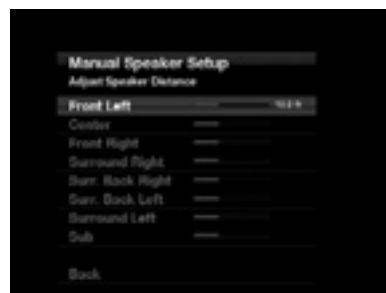 Manual Speaker Setup
Adjust Speaker Distance
Front Left
Center
Front Right
Surround Right
Surr. Back Right
Surr. Back Left
Surround Left
Sub
Back